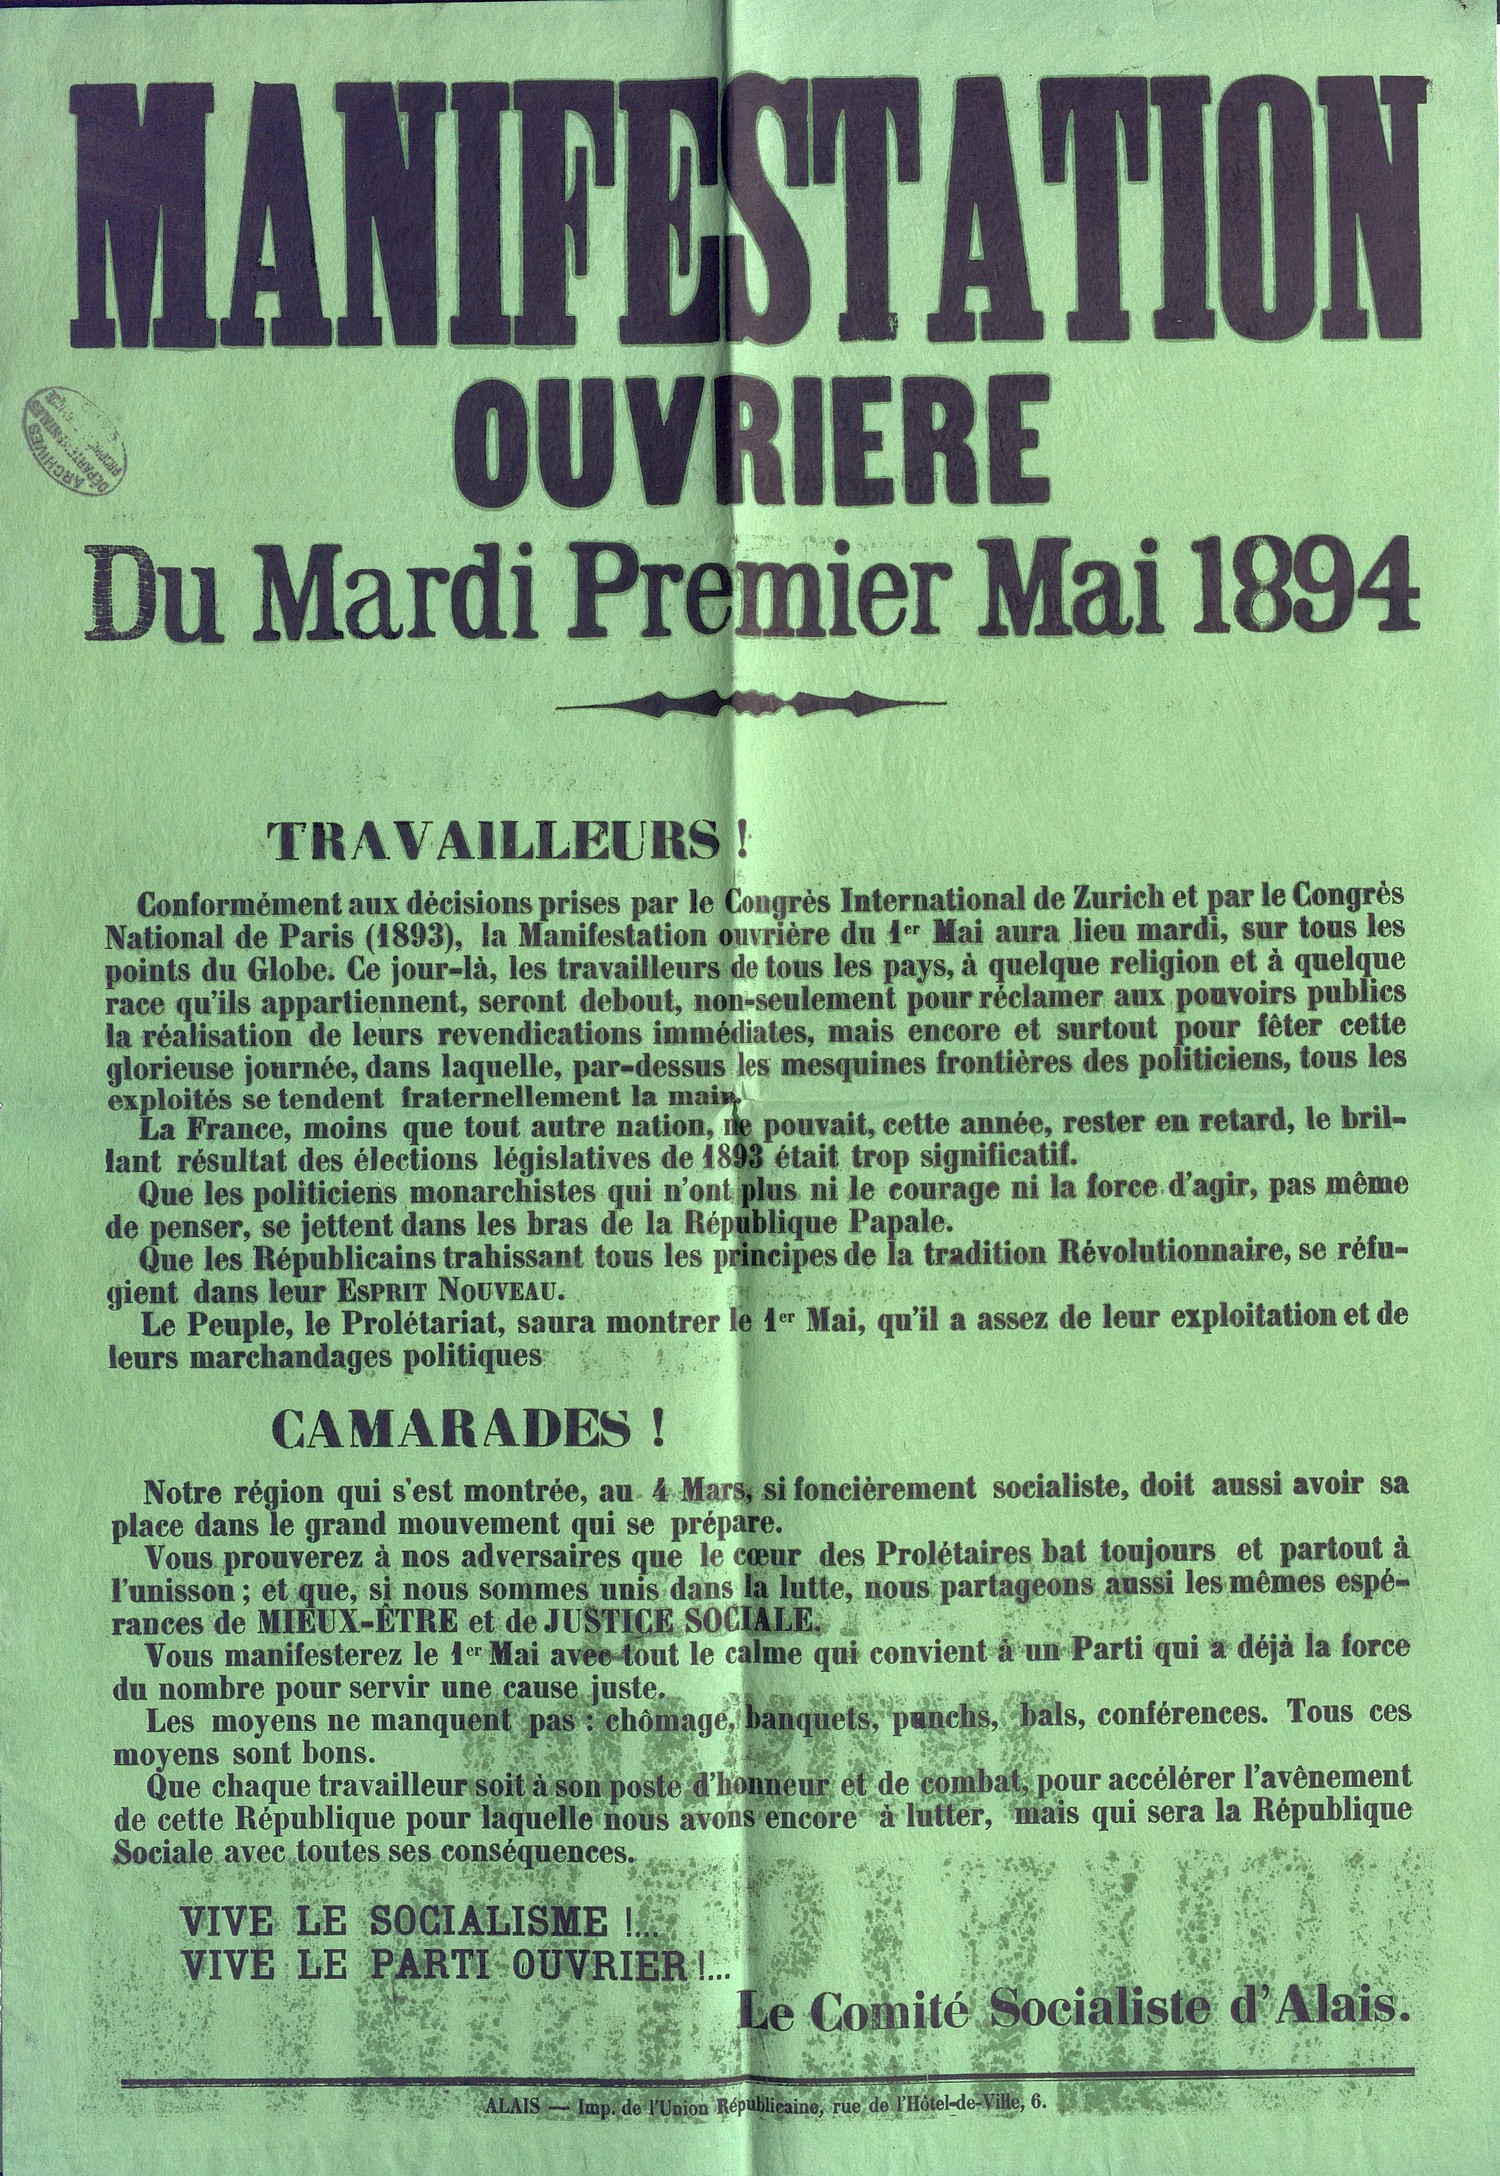 MANIFESTATION
OUVRIERE
Du Mardi Premier Mai 1894
ARCHIVES
TRAVAILLEURS !
Conformément aux décisions prises par le Congrès International de Zurich et par le Congrès
National de Paris (1893), la Manifestation ouvrière du 1er Mai aura lieu mardi, sur tous les
points du Globe. Ce jour-là, les travailleurs de tous les pays, à quelque religion et à quelque
race qu'ils appartiennent, seront debout, non-seulement pour réclamer aux pouvoirs publics
la réalisation de leurs revendications immédiates, mais encore et surtout pour fêter cette
glorieuse journée, dans laquelle, par-dessus les mesquines frontières des politiciens, tous les
exploités se tendent fraternellement la main.
La France, moins que tout autre nation, ne pouvait, cette année, rester en retard, le bril-
lant résultat des élections législatives de 1893 était trop significatif.
Que les politiciens monarchistes qui n'ont plus ni le courage ni la force d'agir, pas même
de penser, se jettent dans les bras de la République Papale.
Que les Républicains trahissant tous les principes de la tradition Révolutionnaire, se réfu-
gient dans leur ESPRIT NOUVEAU.
Le Peuple, le Prolétariat, saura montrer le 1er Mai, qu'il a assez de leur exploitation et de
leurs marchandages politiques
CAMARADES !
Notre région qui s'est montrée, au 4 Mars, si foncièrement socialiste, doit aussi avoir sa
place dans le grand mouvement qui se prépare.
Vous prouverez à nos adversaires que le cœur des Prolétaires bat toujours et partout à
l'unisson ; et que, si nous sommes unis dans la lutte, nous partageons aussi les mêmes espé-
rances de MIEUX-ÊTRE et de JUSTICE SOCIALE.
Vous manifesterez le 1er Mai avec tout le calme qui convient à un Parti qui a déjà la force
du nombre pour servir une cause juste.
Les moyens ne manquent pas : chômage, banquets, punchs, bals, conférences. Tous ces
moyens sont bons.
Que chaque travailleur soit à son poste d'honneur et de combat, pour accélérer l'avênement
de cette République pour laquelle nous avons encore à lutter, mais qui sera la République
Sociale avec toutes ses conséquences.
VIVE LE SOCIALISME !...
VIVE LE PARTI OUVRIER !...
Le Comité Socialiste d'Alais.
ALAIS — Imp. de l'Union Républicaine, rue de l'Hôtel-de-Ville, 6.